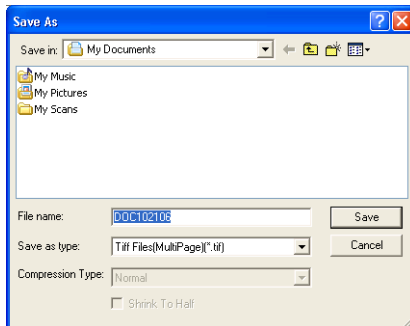 Save As
Save in: My Documents
My Music
My Pictures
My Scans
File name: DOC102106 Save
Save as type: Tiff Files(MultiPage)(*.tif) Cancel
Compression Type: Normal
Shrink To Half